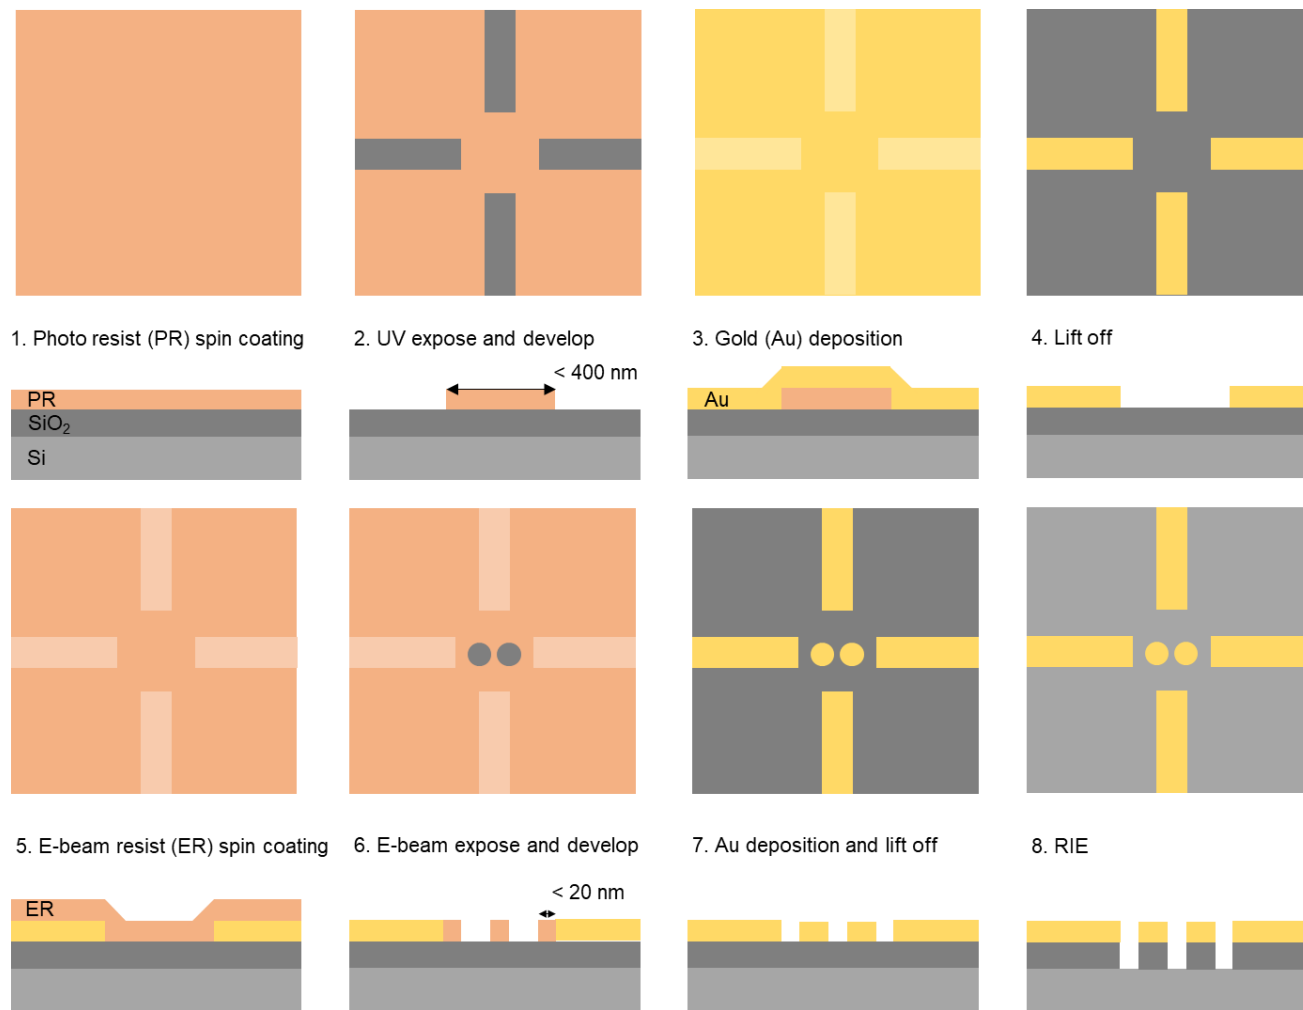 1. Photo resist (PR) spin coating
2. UV expose and develop
3. Gold (Au) deposition
4. Lift off
PR
SiO₂
Si
< 400 nm
Au
5. E-beam resist (ER) spin coating
6. E-beam expose and develop
7. Au deposition and lift off
8. RIE
ER
< 20 nm